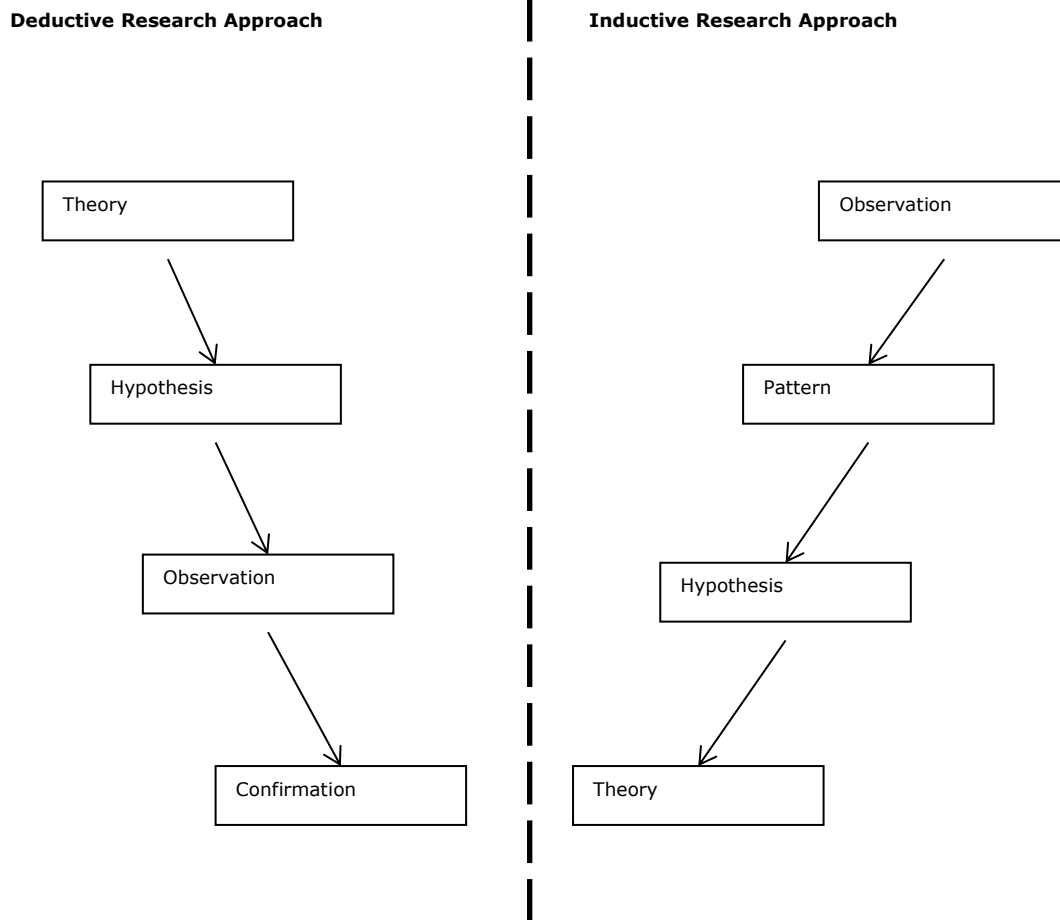 Deductive Research Approach
Theory
Hypothesis
Observation
Confirmation
Inductive Research Approach
Observation
Pattern
Hypothesis
Theory